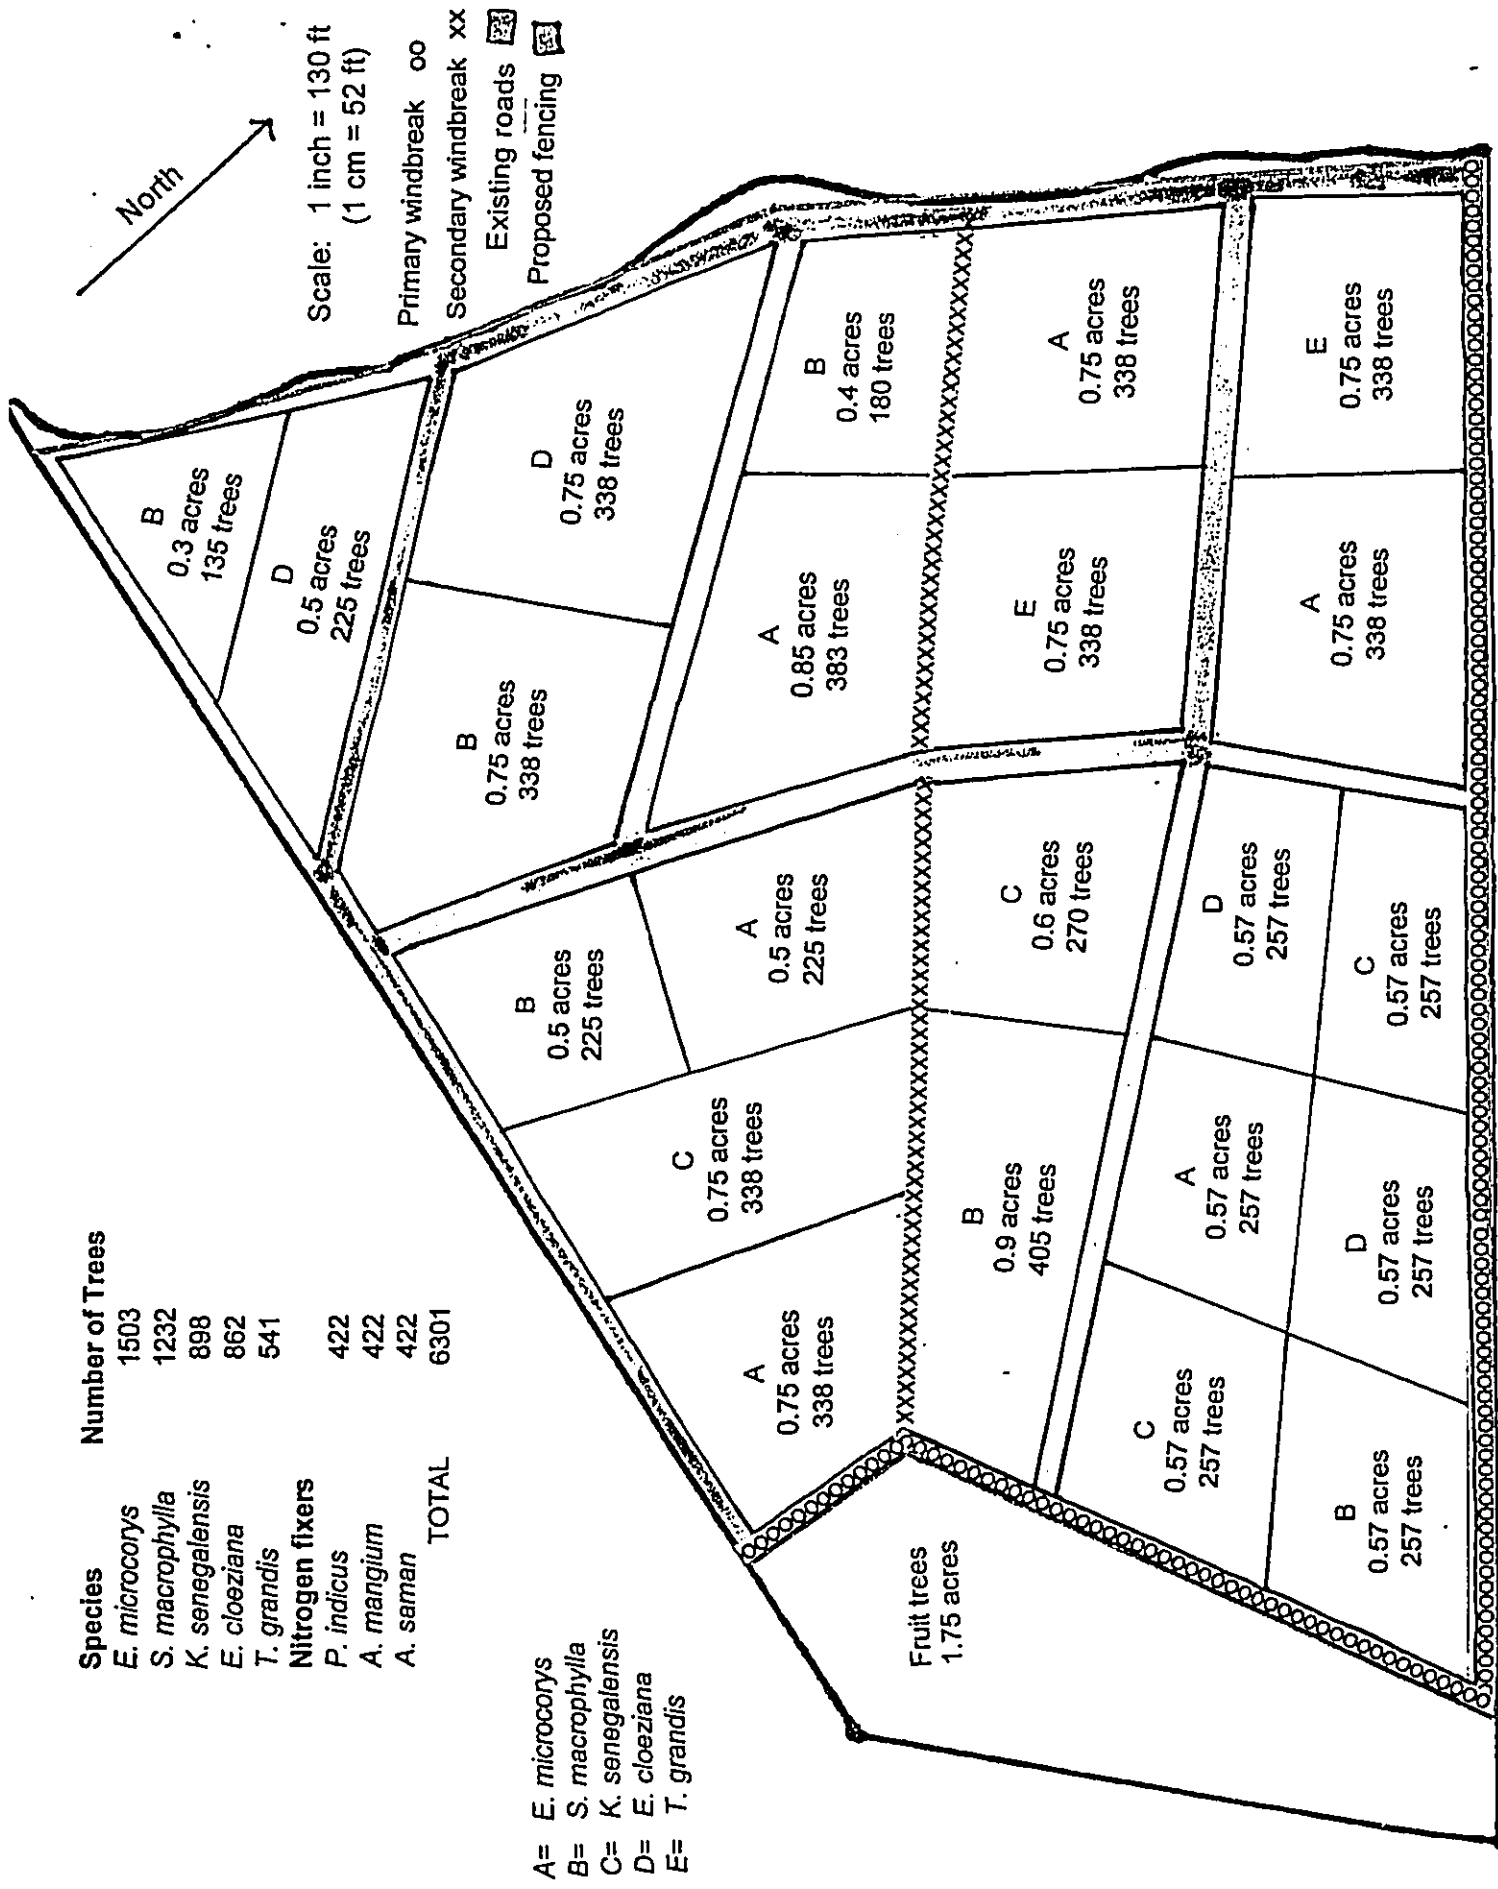 Species Number of Trees
E. microcorys 1503
S. macrophylla 1232
K. senegalensis 898
E. cloeziana 862
T. grandis 541
Nitrogen fixers
P. indicus 422
A. mangium 422
A. saman 422
TOTAL 6301
A= E. microcorys
B= S. macrophylla
C= K. senegalensis
D= E. cloeziana
E= T. grandis
North
Scale: 1 inch = 130 ft
(1 cm = 52 ft)
Primary windbreak oo
Secondary windbreak xx
Existing roads
Proposed fencing
B
0.3 acres
135 trees
D
0.5 acres
225 trees
B
0.75 acres
338 trees
D
0.75 acres
338 trees
B
0.5 acres
225 trees
A
0.5 acres
225 trees
A
0.85 acres
383 trees
B
0.4 acres
180 trees
A
0.75 acres
338 trees
C
0.75 acres
338 trees
B
0.9 acres
405 trees
C
0.6 acres
270 trees
E
0.75 acres
338 trees
A
0.75 acres
338 trees
Fruit trees
1.75 acres
C
0.57 acres
257 trees
A
0.57 acres
257 trees
D
0.57 acres
257 trees
B
0.57 acres
257 trees
D
0.57 acres
257 trees
C
0.57 acres
257 trees
A
0.75 acres
338 trees
E
0.75 acres
338 trees